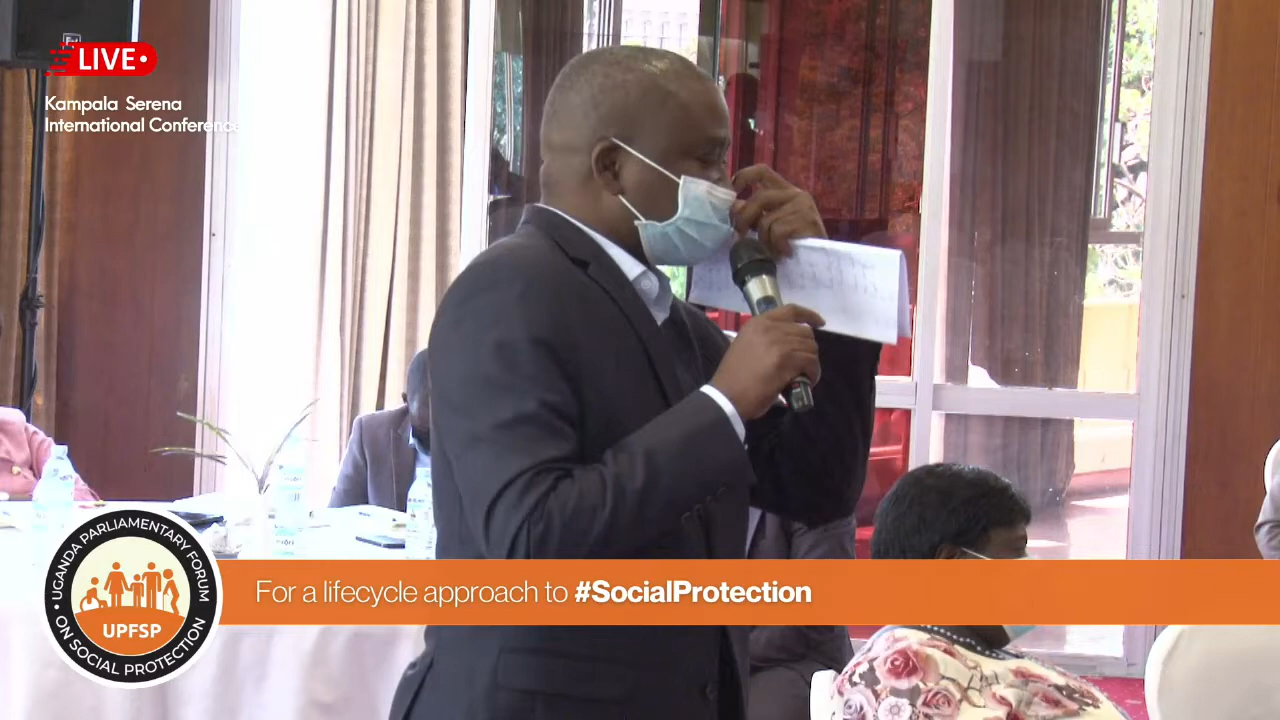 LIVE
Kampala Serena
International Conference
For a lifecycle approach to #SocialProtection
UGANDA PARLIAMENTARY FORUM
ON SOCIAL PROTECTION
UPFSP